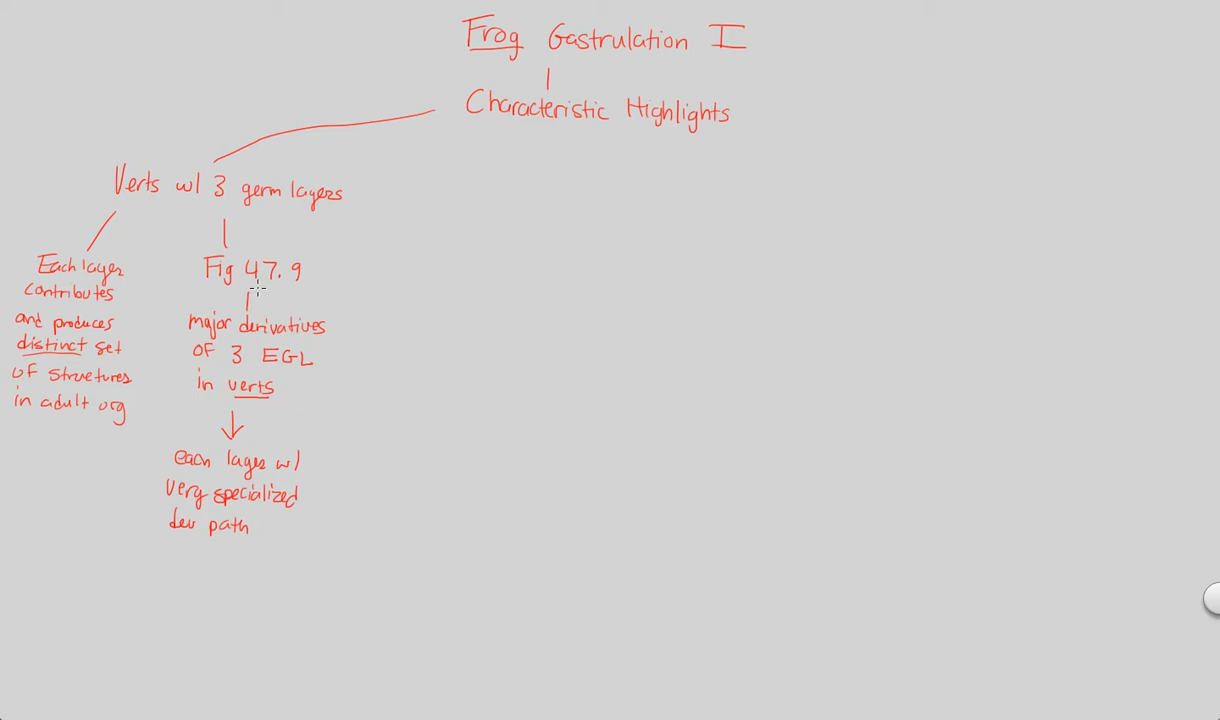 Frog Gastrulation I
Characteristic Highlights
Verts w/ 3 germ layers
Each layer
contributes
and produces
distinct set
of structures
in adult org
Fig 47.9
major derivatives
of 3 EGL
in verts
each layer w/
very specialized
dev path